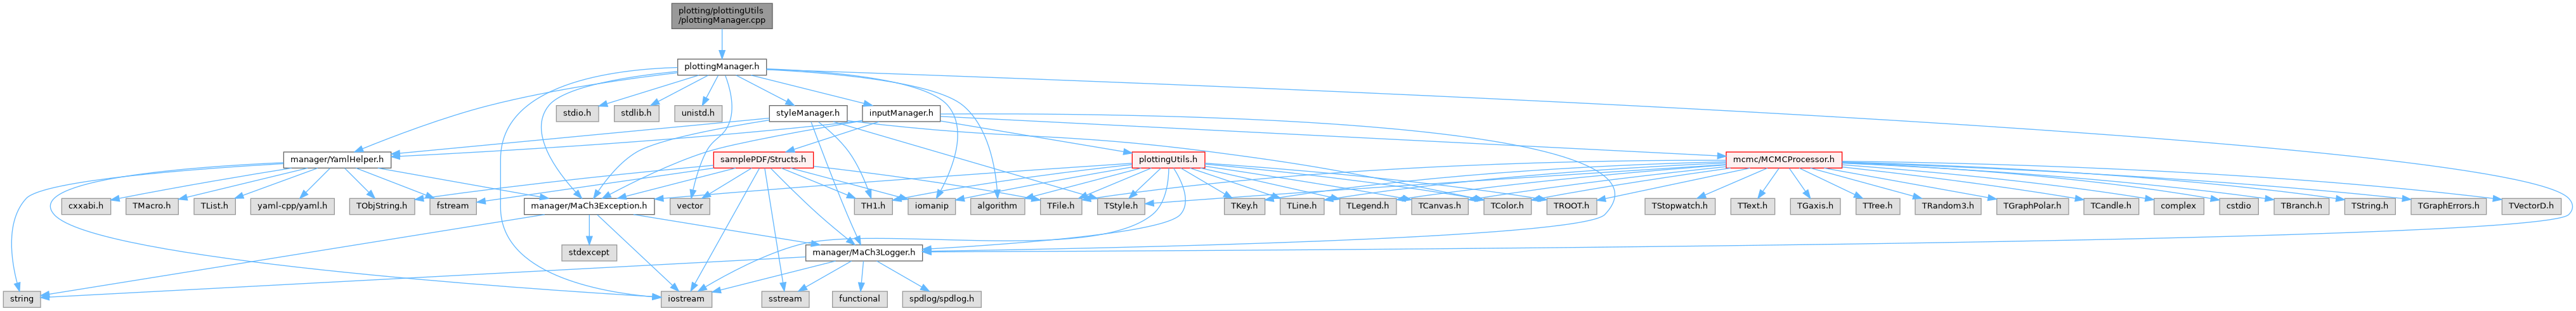 plotting/plottingUtils
/plottingManager.cpp
plottingManager.h
stdio.h
stdlib.h
unistd.h
styleManager.h
inputManager.h
manager/YamlHelper.h
samplePDF/Structs.h
plottingUtils.h
mcmc/MCMCProcessor.h
cxxabi.h
TMacro.h
TList.h
yaml-cpp/yaml.h
TObjString.h
fstream
manager/MaCh3Exception.h
vector
TH1.h
iomanip
algorithm
TFile.h
TStyle.h
TKey.h
TLine.h
TLegend.h
TCanvas.h
TColor.h
TROOT.h
TStopwatch.h
TText.h
TGaxis.h
TTree.h
TRandom3.h
TGraphPolar.h
TCandle.h
complex
cstdio
TBranch.h
TString.h
TGraphErrors.h
TVectorD.h
stdexcept
manager/MaCh3Logger.h
string
iostream
sstream
functional
spdlog/spdlog.h